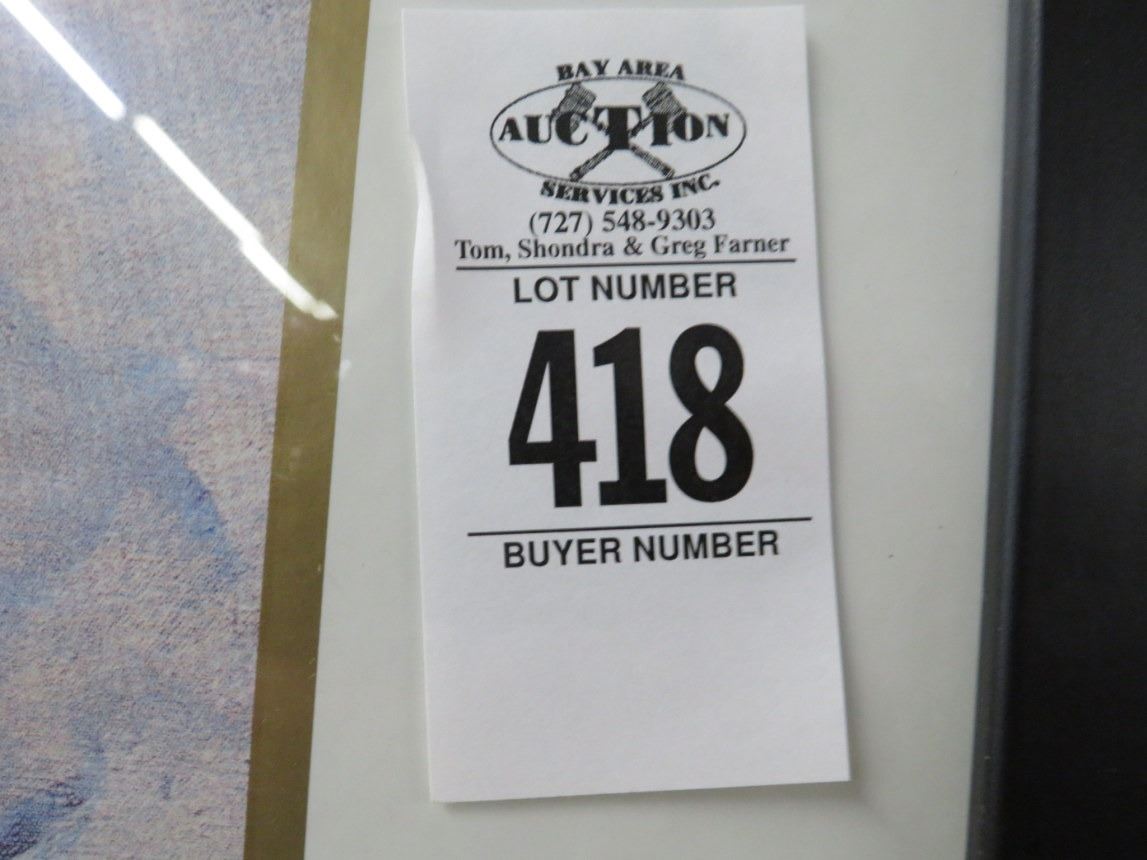 BAY AREA
AUCTION
SERVICES INC.
(727) 548-9303
Tom, Shondra & Greg Farner
LOT NUMBER
418
BUYER NUMBER